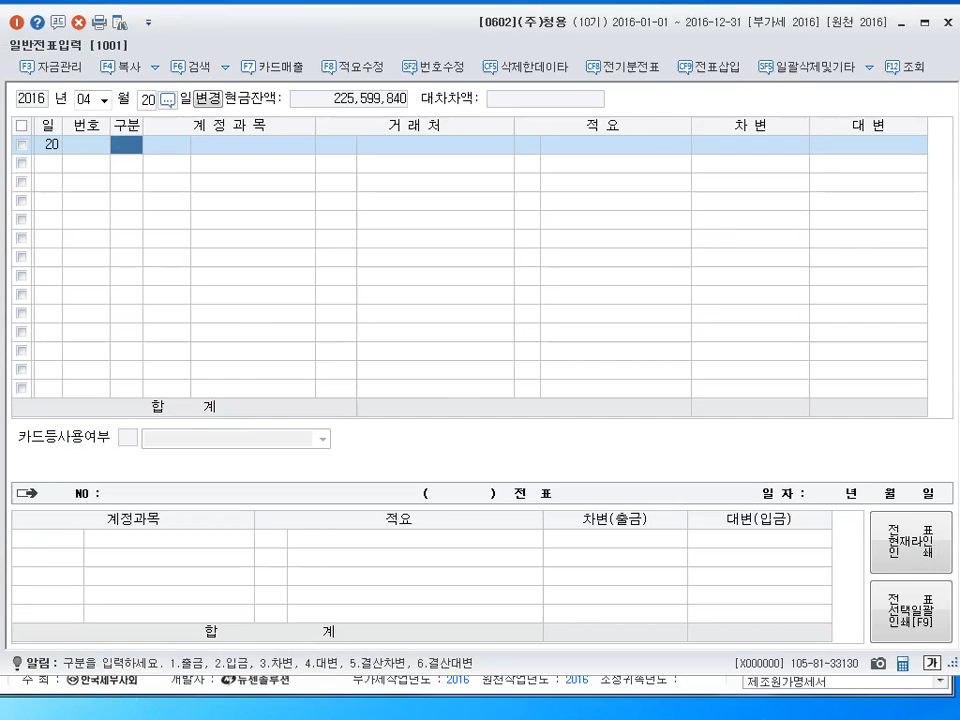 [0602](주)청용 (10기) 2016-01-01 ~ 2016-12-31 [부가세 2016] [원천 2016]
일반전표입력 [1001]
F3 자금관리 F4 복사 F6 검색 F7 카드매출 F8 적요수정 SF2 번호수정 CF5 삭제한데이타 CF8 전기분전표 CF9 전표삽입 SF5 일괄삭제및기타 F12 조회
2016 년 04 월 20 일 변경 현금잔액: 225,599,840 대차차액:
일 번호 구분 계 정 과 목 거 래 처 적 요 차 변 대 변
20
합 계
카드등사용여부
NO : ( ) 전 표 일 자 : 년 월 일
계정과목 적요 차변(출금) 대변(입금)
전 표
현재라인
인 쇄
전 표
선택일괄
인쇄[F9]
합 계
알림: 구분을 입력하세요. 1.출금, 2.입금, 3.차변, 4.대변, 5.결산차변, 6.결산대변 [X000000] 105-81-33130 가
주 최 : 한국세무사회 개발사 : 뉴젠솔루션 부가세작업년도 : 2016 원천작업년도 : 2016 소청귀속년도 : 제조원가명세서